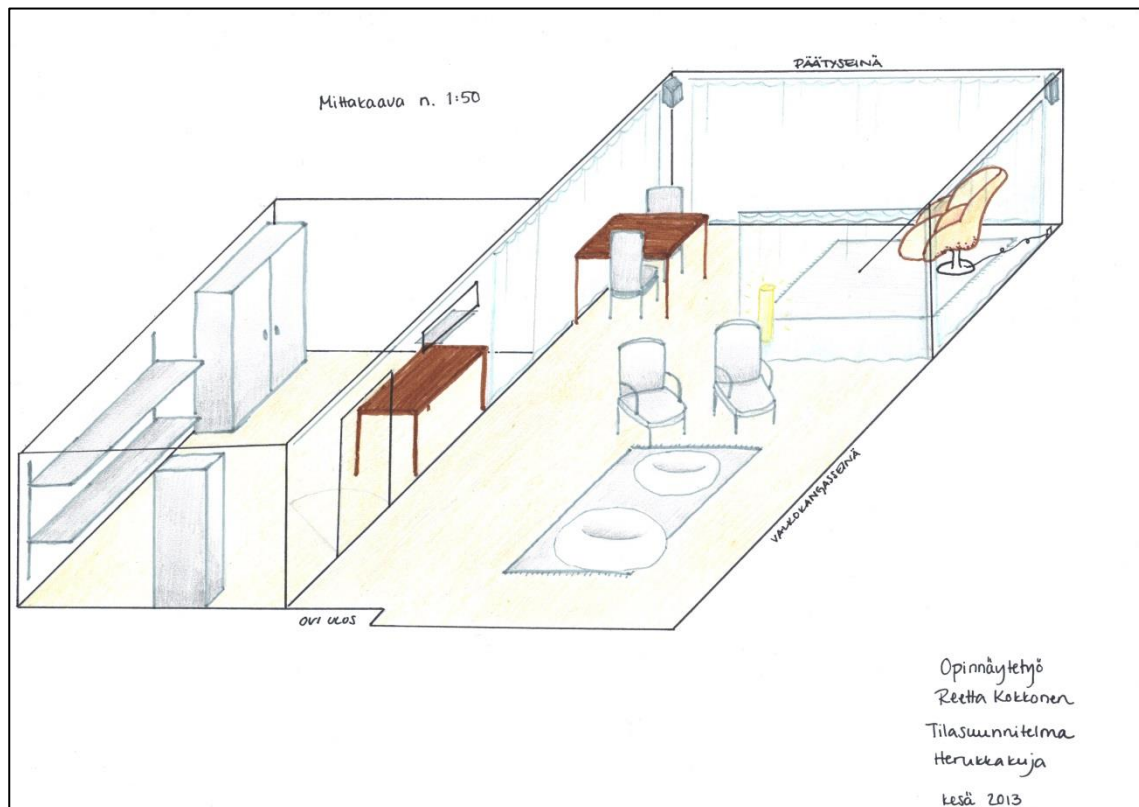 PÄÄTYSEINÄ
Mittakaava n. 1:50
VALKOKANGASSEINÄ
OVI ULOS
Opinnäytetyö
Reetta Kokkonen
Tilasuunnitelma
Herukkakuja
kesä 2013